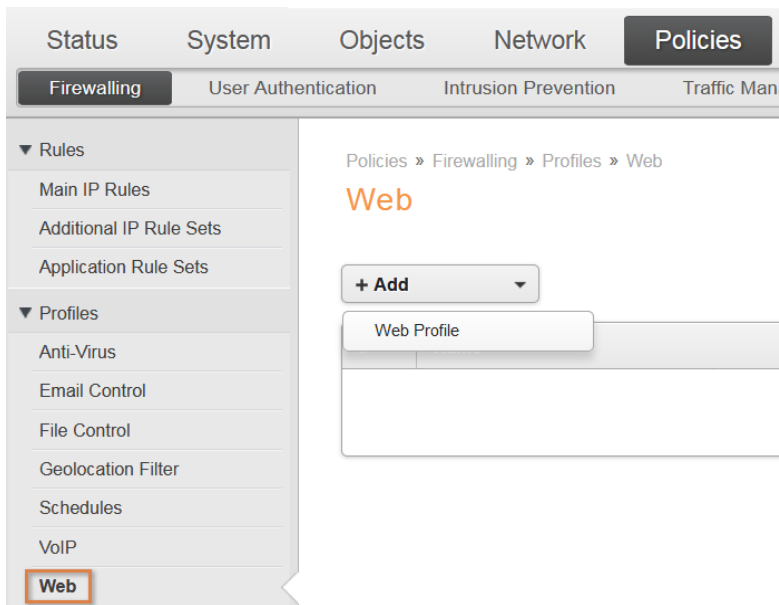 Status System Objects Network Policies
Firewalling User Authentication Intrusion Prevention Traffic Man
▼ Rules
Main IP Rules
Additional IP Rule Sets
Application Rule Sets
▼ Profiles
Anti-Virus
Email Control
File Control
Geolocation Filter
Schedules
VoIP
Web
Policies » Firewalling » Profiles » Web
Web
+ Add
Web Profile